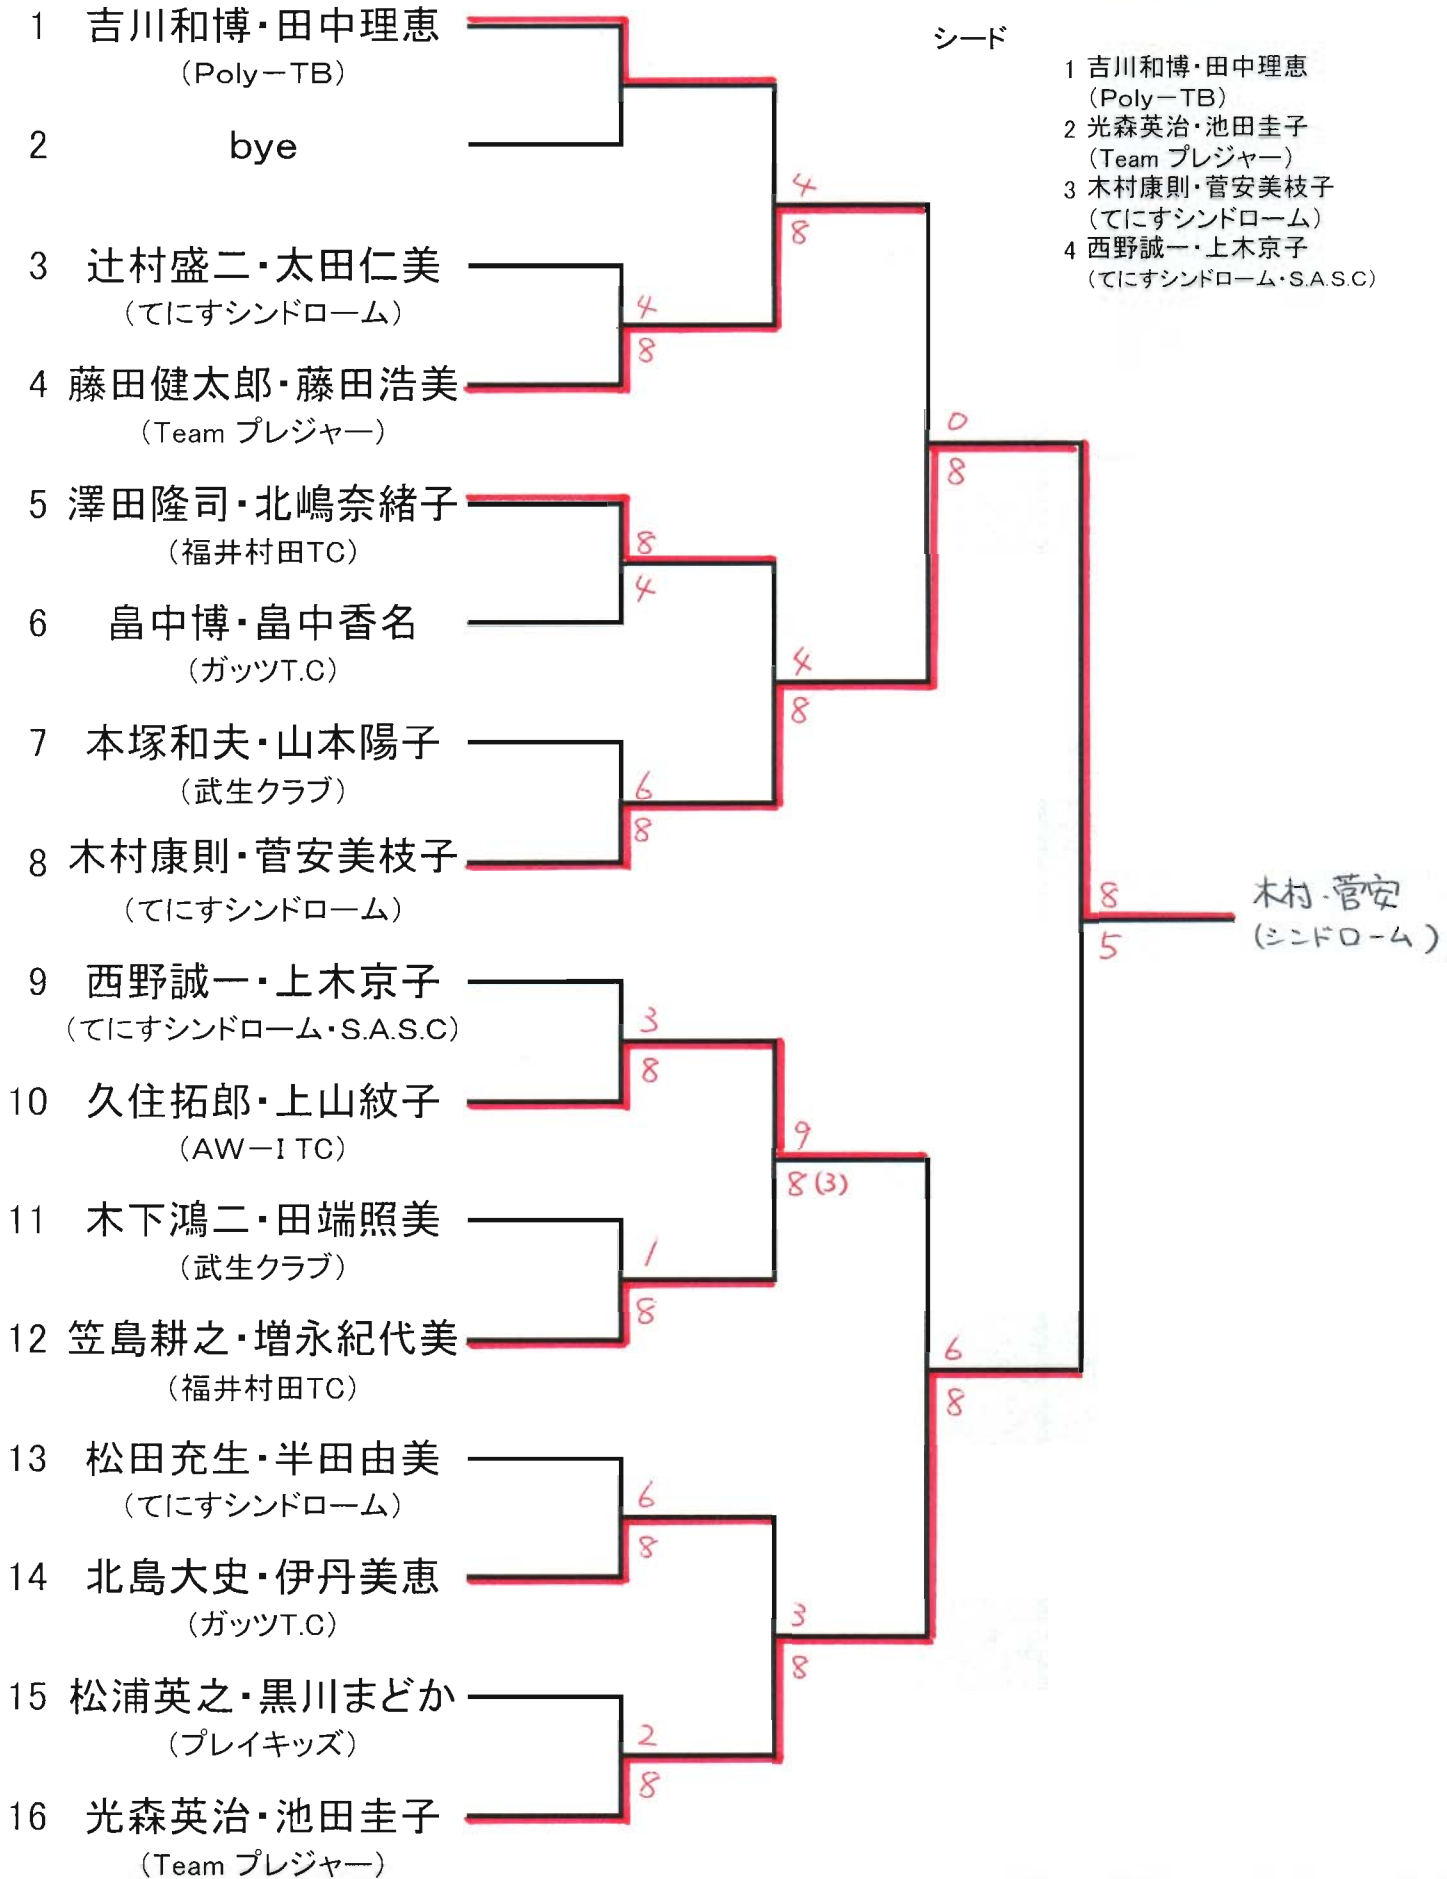 1 吉川和博・田中理恵
(Poly-TB)
2 bye
3 辻村盛二・太田仁美
(てにすシンドローム)
4 藤田健太郎・藤田浩美
(Team プレジャー)
5 澤田隆司・北嶋奈緒子
(福井村田TC)
6 畠中博・畠中香名
(ガッツT.C)
7 本塚和夫・山本陽子
(武生クラブ)
8 木村康則・菅安美枝子
(てにすシンドローム)
9 西野誠一・上木京子
(てにすシンドローム・S.A.S.C)
10 久住拓郎・上山紋子
(AW-I TC)
11 木下鴻二・田端照美
(武生クラブ)
12 笠島耕之・増永紀代美
(福井村田TC)
13 松田充生・半田由美
(てにすシンドローム)
14 北島大史・伊丹美恵
(ガッツT.C)
15 松浦英之・黒川まどか
(プレイキッズ)
16 光森英治・池田圭子
(Team プレジャー)
4
8
8
4
6
8
3
8
1
8
6
8
2
8
4
8
4
8
9
8(3)
3
8
0
8
6
8
8
5
木村・菅安
(シンドローム)
シード
1 吉川和博・田中理恵
(Poly-TB)
2 光森英治・池田圭子
(Team プレジャー)
3 木村康則・菅安美枝子
(てにすシンドローム)
4 西野誠一・上木京子
(てにすシンドローム・S.A.S.C)